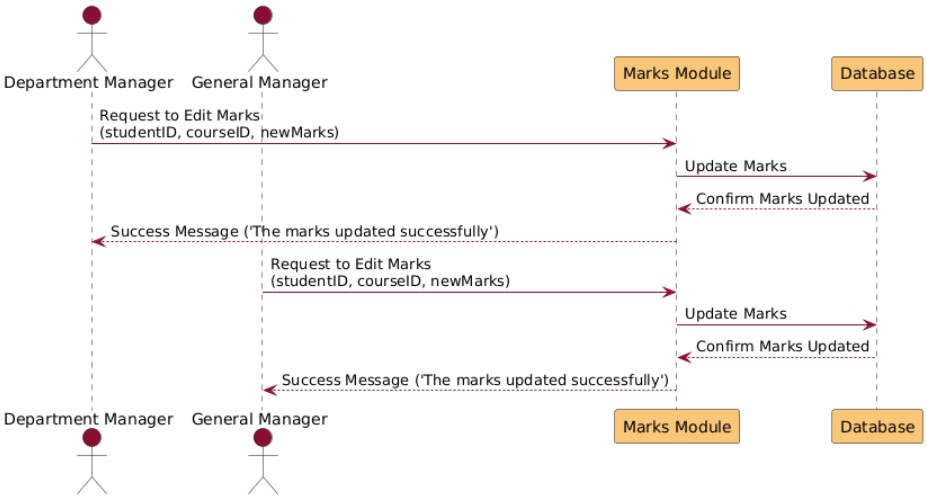 Department Manager
General Manager
Marks Module
Database
Request to Edit Marks
(studentID, courseID, newMarks)
Update Marks
Confirm Marks Updated
Success Message ('The marks updated successfully')
Request to Edit Marks
(studentID, courseID, newMarks)
Update Marks
Confirm Marks Updated
Success Message ('The marks updated successfully')
Department Manager
General Manager
Marks Module
Database